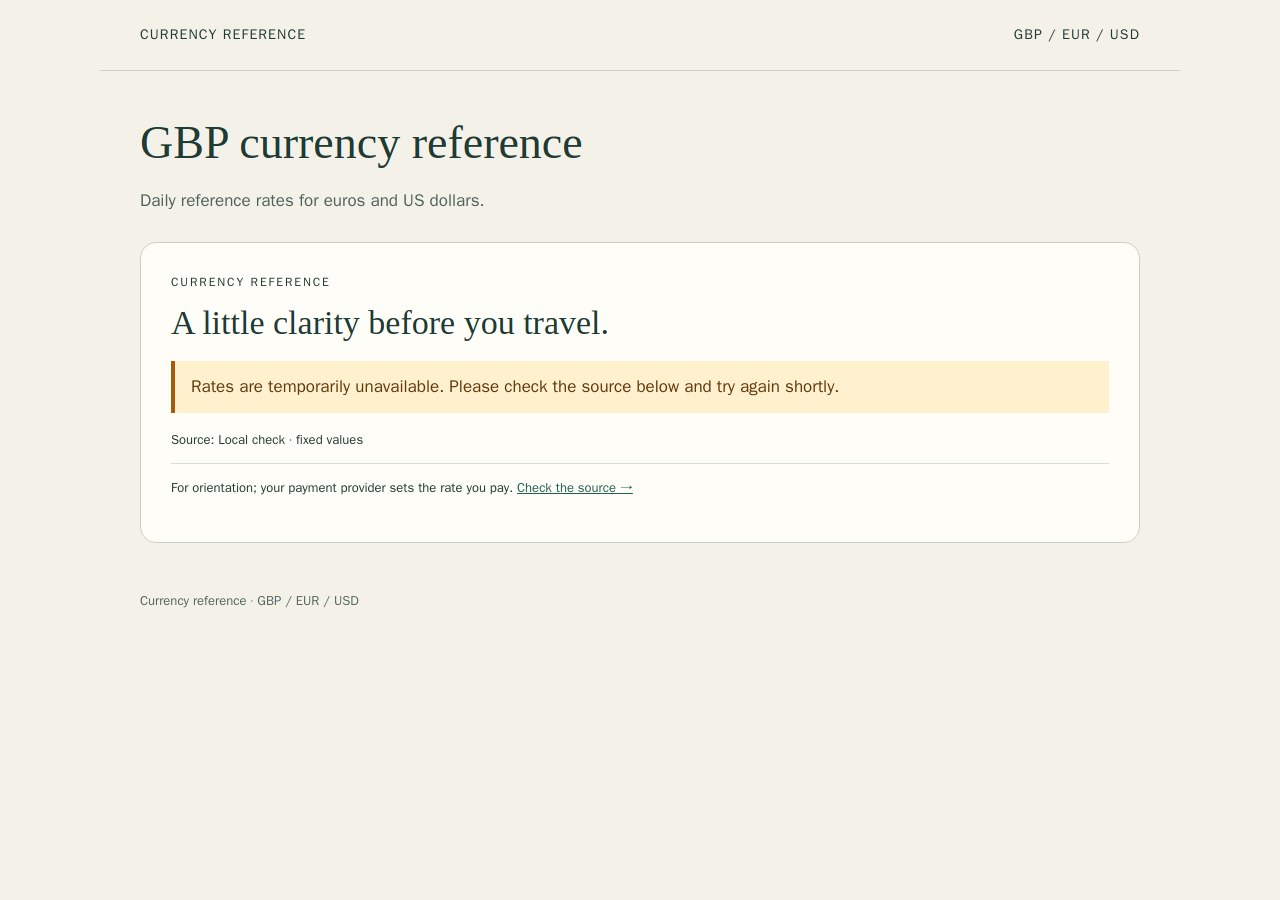 CURRENCY REFERENCE
GBP / EUR / USD
GBP currency reference
Daily reference rates for euros and US dollars.
CURRENCY REFERENCE
A little clarity before you travel.
Rates are temporarily unavailable. Please check the source below and try again shortly.
Source: Local check · fixed values
For orientation; your payment provider sets the rate you pay. Check the source →
Currency reference · GBP / EUR / USD